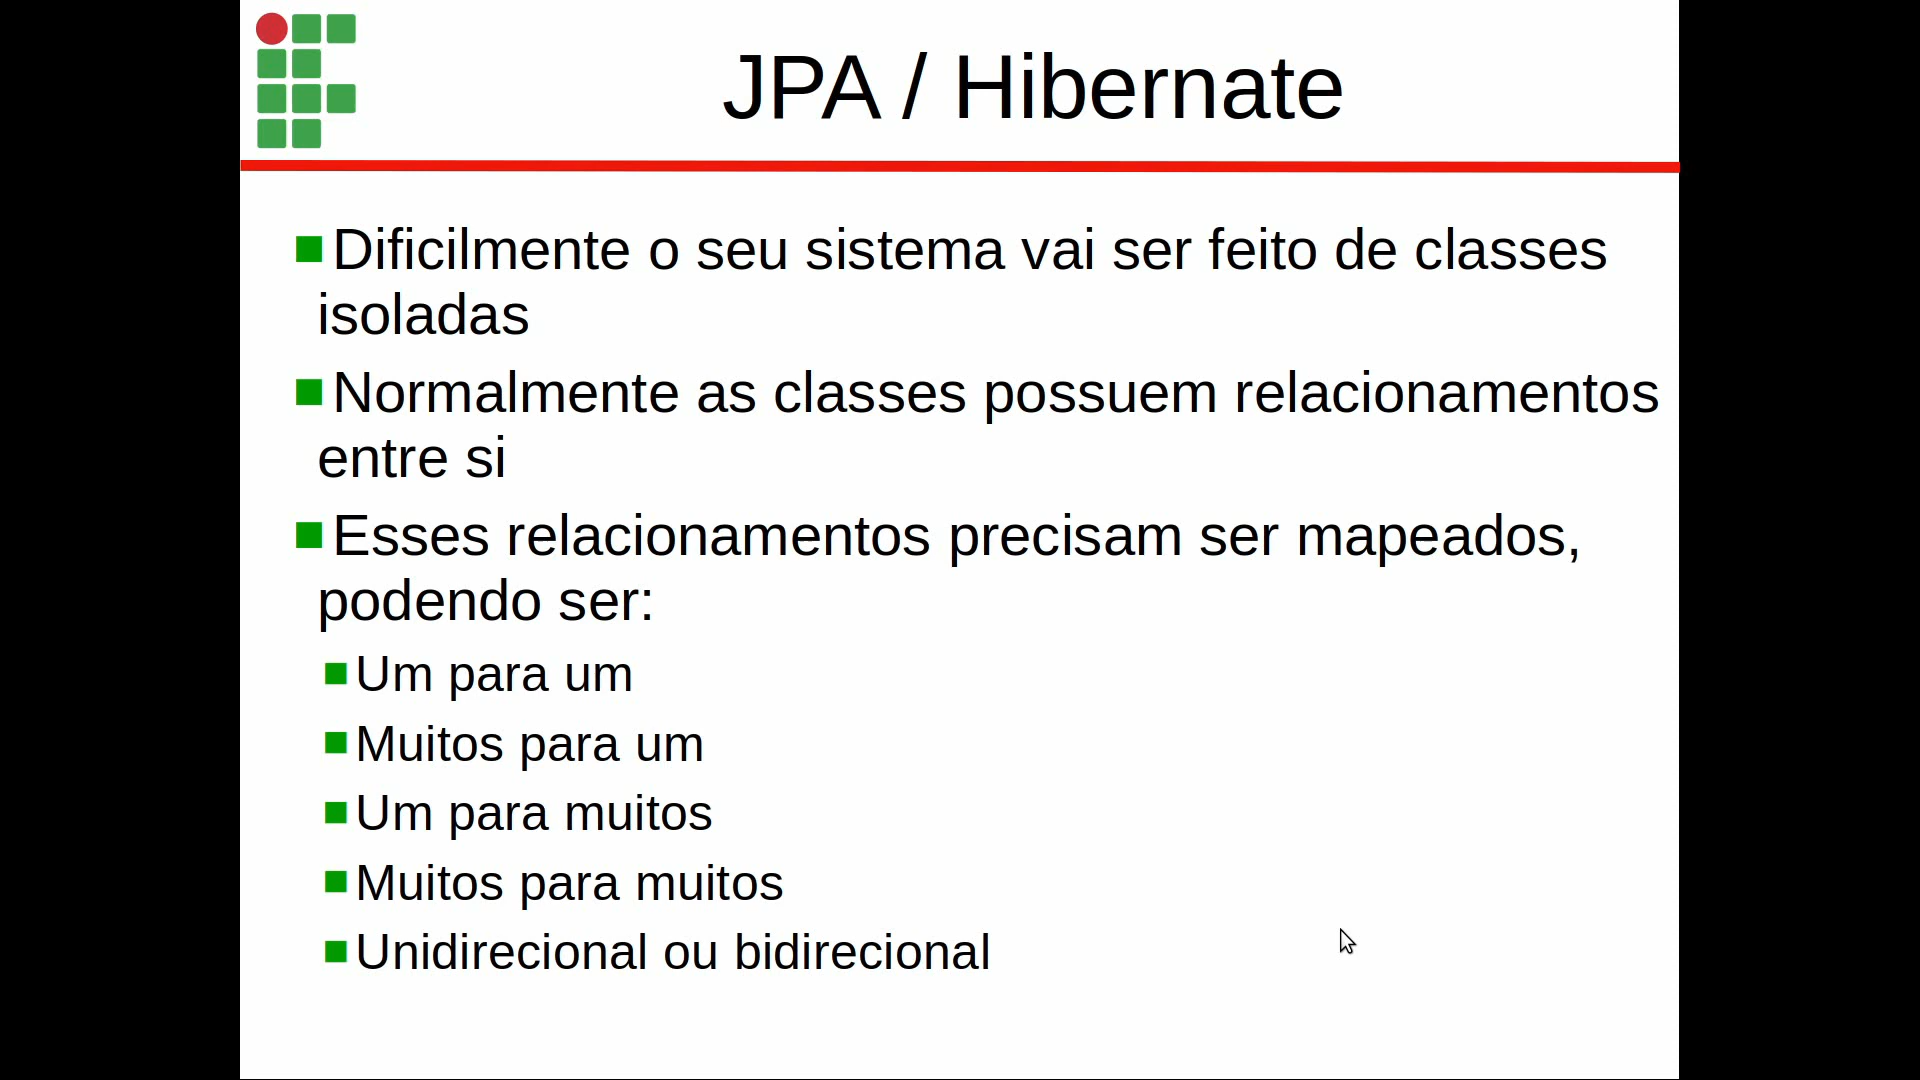 JPA / Hibernate
Dificilmente o seu sistema vai ser feito de classes
isoladas
Normalmente as classes possuem relacionamentos
entre si
Esses relacionamentos precisam ser mapeados,
podendo ser:
Um para um
Muitos para um
Um para muitos
Muitos para muitos
Unidirecional ou bidirecional